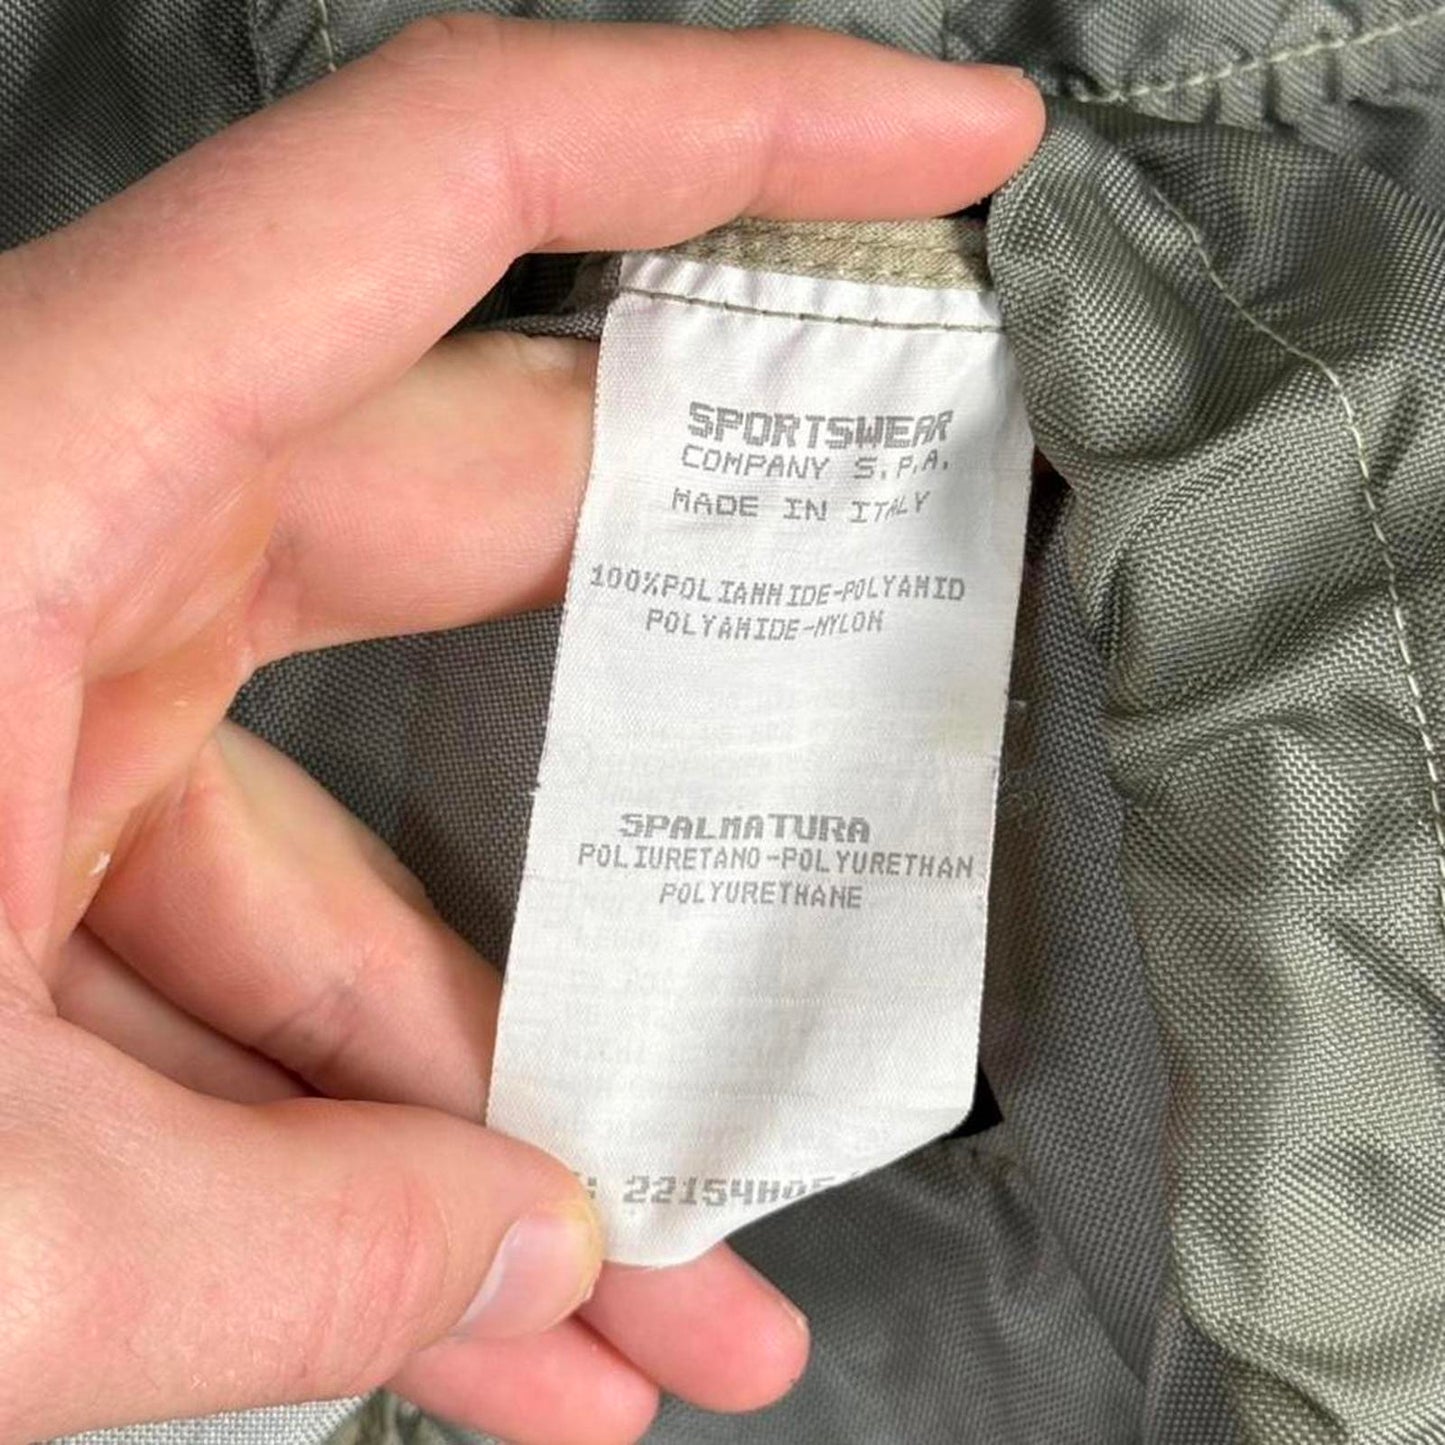 SPORTSWEAR
COMPANY S.P.A.
MADE IN ITALY
100%POLIAMMIDE-POLYAMID
POLYAMIDE-NYLON
SPALMATURA
POLIURETANO-POLYURETHAN
POLYURETHANE